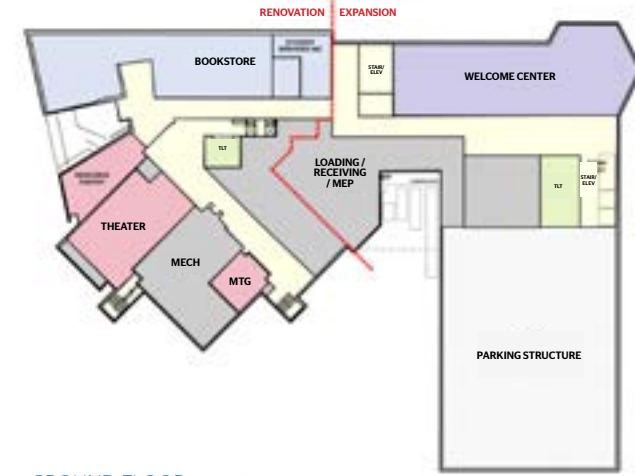 RENOVATION EXPANSION
BOOKSTORE
STAIR/
ELEV
WELCOME CENTER
TLT
LOADING /
RECEIVING
/ MEP
TLT
STAIR/
ELEV
THEATER
MECH
MTG
PARKING STRUCTURE
GROUND FLOOR